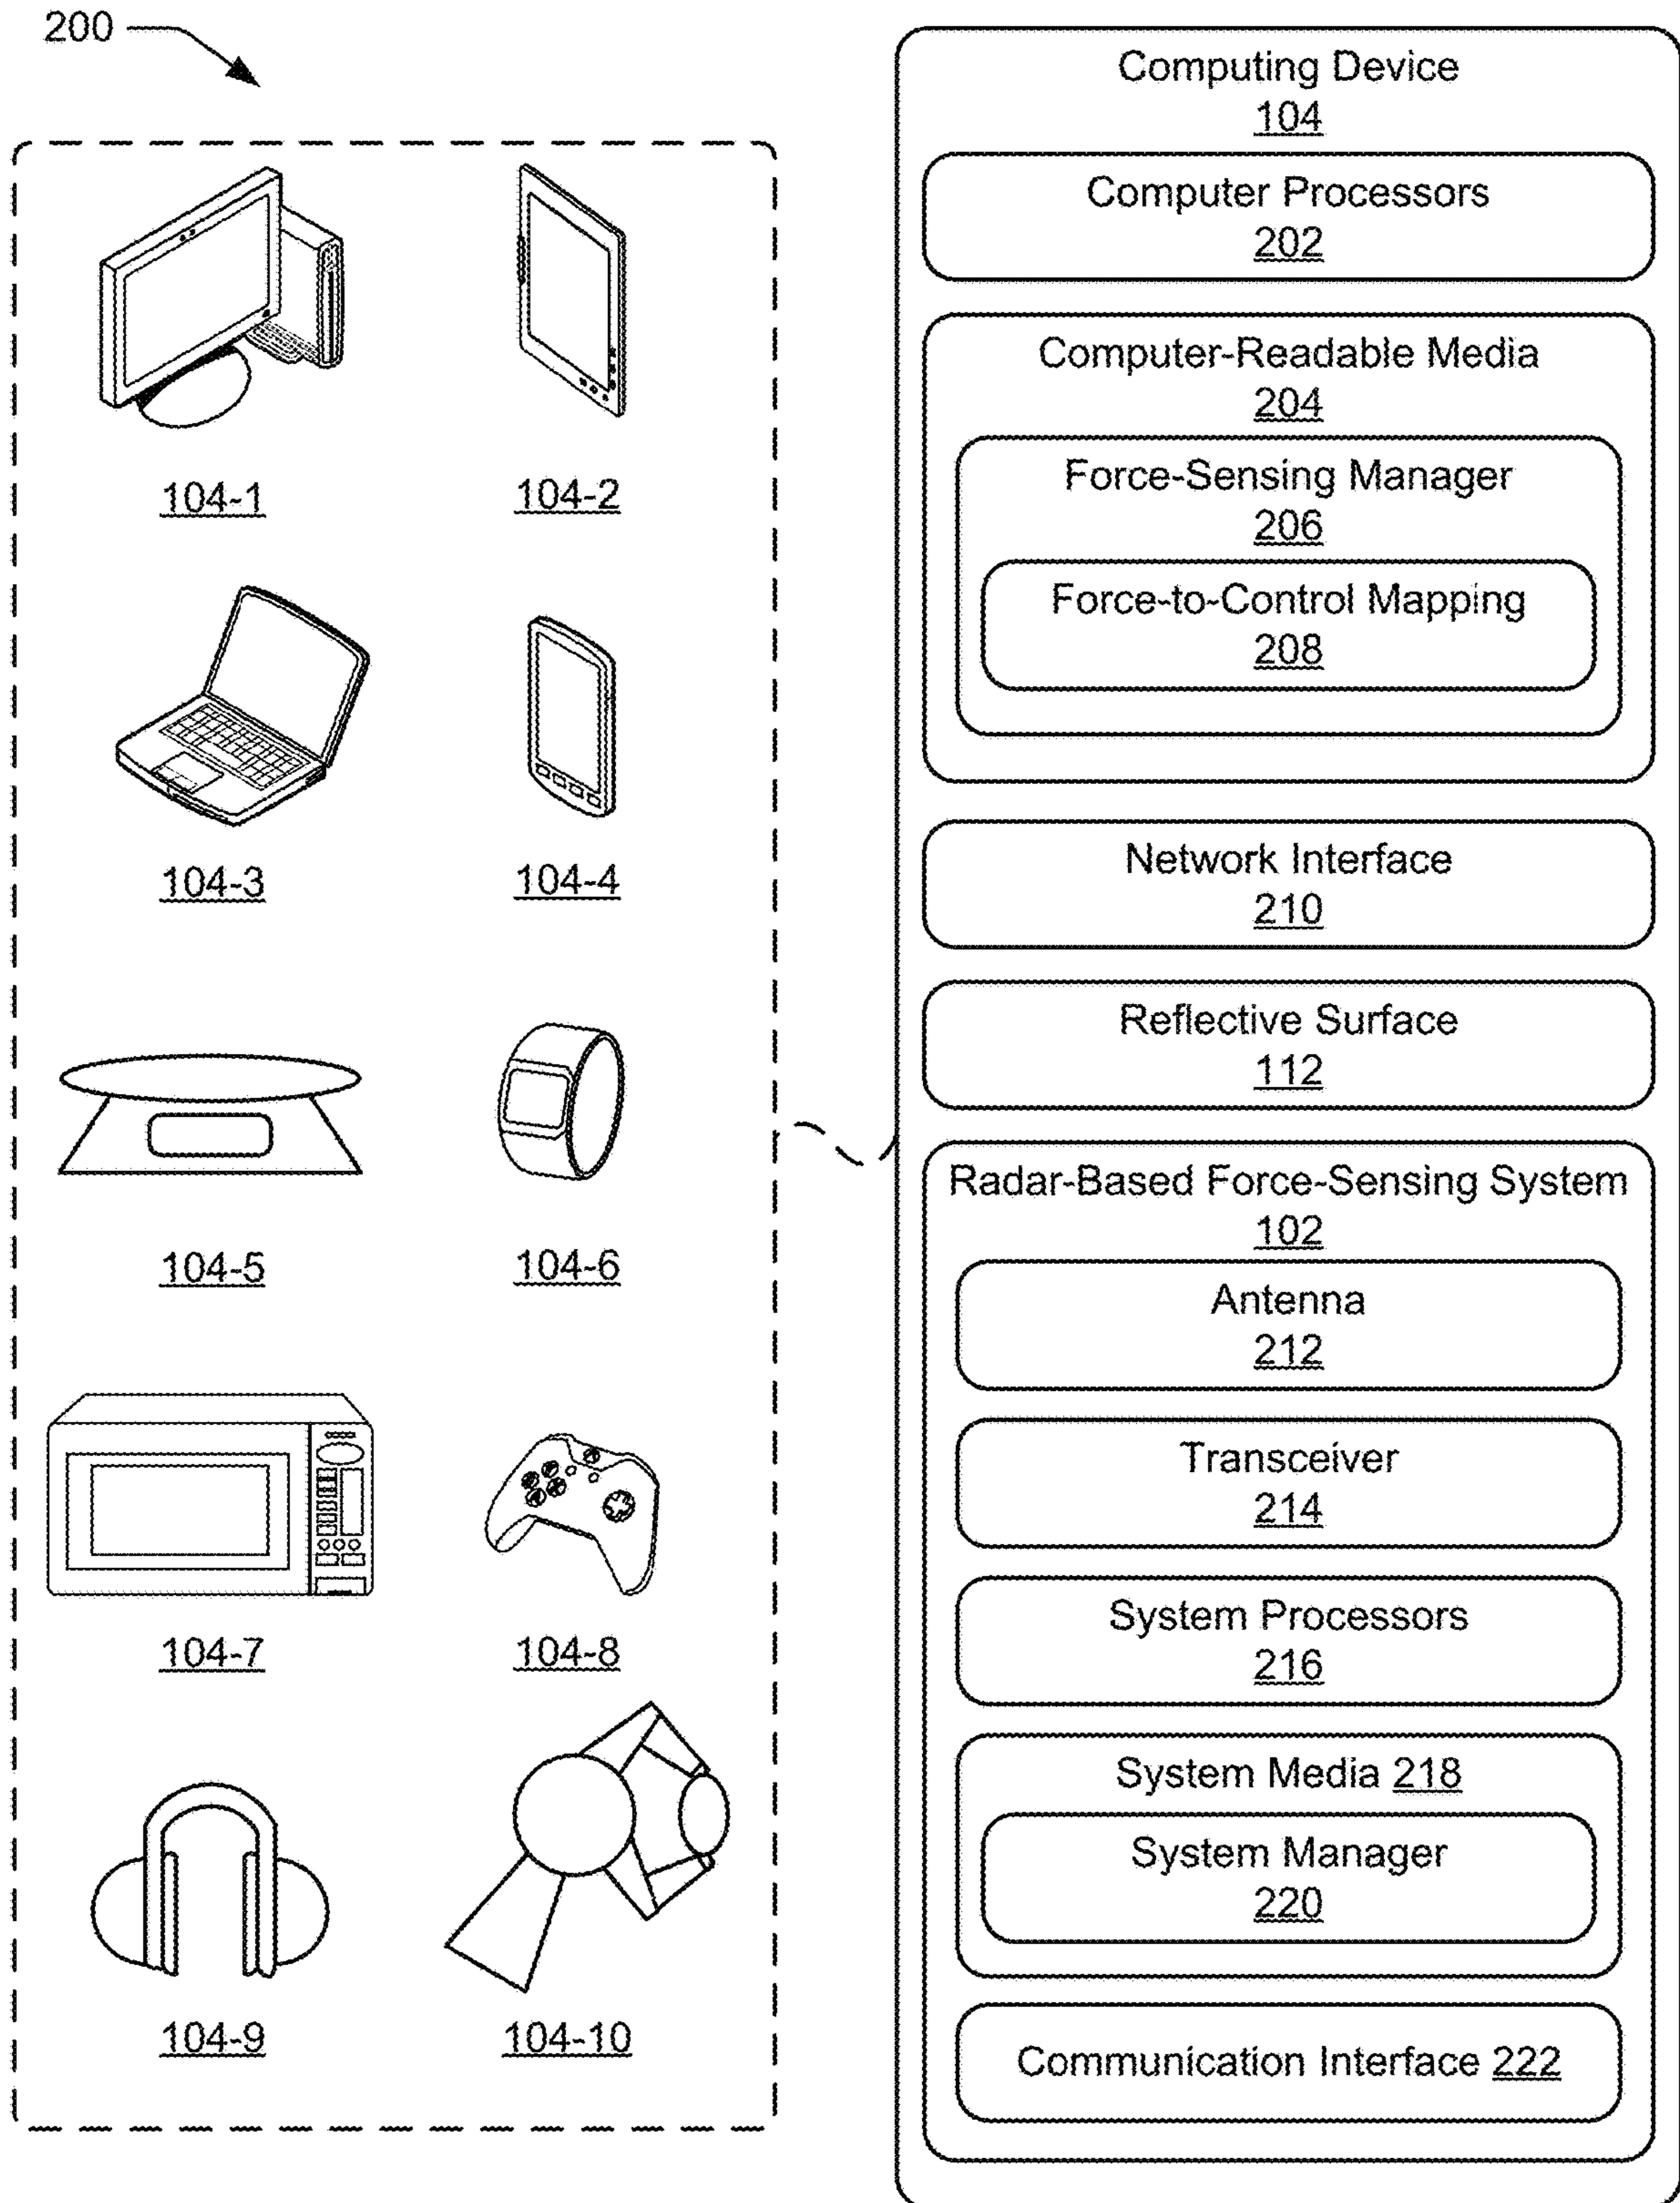 200
104-1
104-2
104-3
104-4
104-5
104-6
104-7
104-8
104-9
104-10
Computing Device
104
Computer Processors
202
Computer-Readable Media
204
Force-Sensing Manager
206
Force-to-Control Mapping
208
Network Interface
210
Reflective Surface
112
Radar-Based Force-Sensing System
102
Antenna
212
Transceiver
214
System Processors
216
System Media 218
System Manager
220
Communication Interface 222